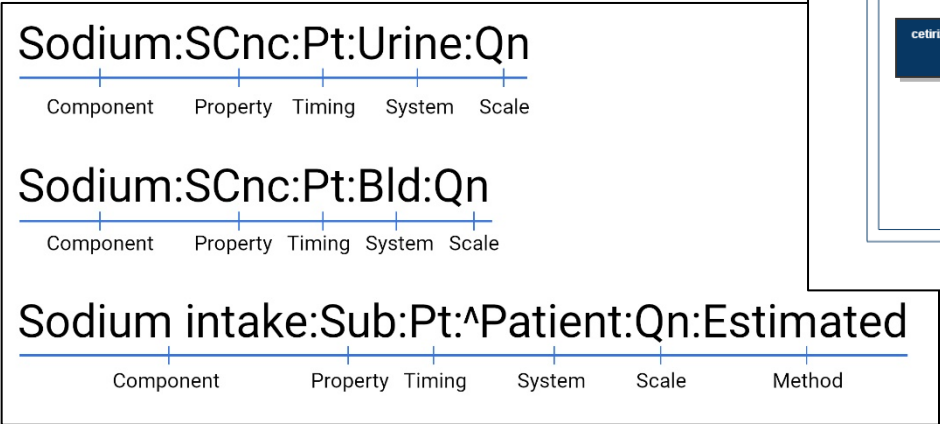 Sodium:SCnc:Pt:Urine:Qn
Component Property Timing System Scale
Sodium:SCnc:Pt:Bld:Qn
Component Property Timing System Scale
Sodium intake:Sub:Pt:^Patient:Qn:Estimated
Component Property Timing System Scale Method